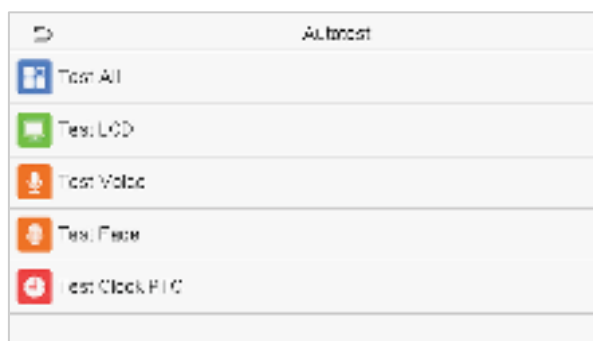 Autotest
Test All
Test LCD
Test Voice
Test Face
Test Clock RTC